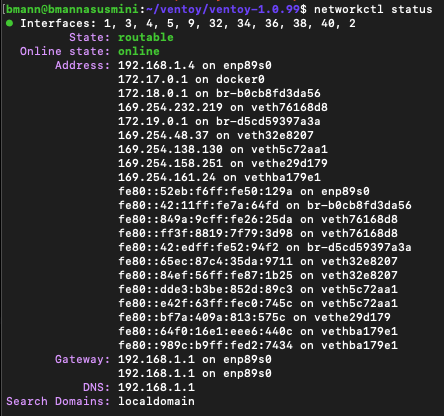 [bmann@bmannasusmini:~/ventoy/ventoy-1.0.99$ networkctl status
● Interfaces: 1, 3, 4, 5, 9, 32, 34, 36, 38, 40, 2
State: routable
Online state: online
Address: 192.168.1.4 on enp89s0
172.17.0.1 on docker0
172.18.0.1 on br-b0cb8fd3da56
169.254.232.219 on veth76168d8
172.19.0.1 on br-d5cd59397a3a
169.254.48.37 on veth32e8207
169.254.138.130 on veth5c72aa1
169.254.158.251 on vethe29d179
169.254.161.24 on vethba179e1
fe80::52eb:f6ff:fe50:129a on enp89s0
fe80::42:11ff:fe7a:64fd on br-b0cb8fd3da56
fe80::849a:9cff:fe26:25da on veth76168d8
fe80::ff3f:8819:7f79:3d98 on veth76168d8
fe80::42:edff:fe52:94f2 on br-d5cd59397a3a
fe80::65ec:87c4:35da:9711 on veth32e8207
fe80::84ef:56ff:fe87:1b25 on veth32e8207
fe80::dde3:b3be:852d:89c3 on veth5c72aa1
fe80::e42f:63ff:fec0:745c on veth5c72aa1
fe80::bf7a:409a:813:575c on vethe29d179
fe80::64f0:16e1:eee6:440c on vethba179e1
fe80::989c:b9ff:fed2:7434 on vethba179e1
Gateway: 192.168.1.1 on enp89s0
192.168.1.1 on enp89s0
DNS: 192.168.1.1
Search Domains: localdomain